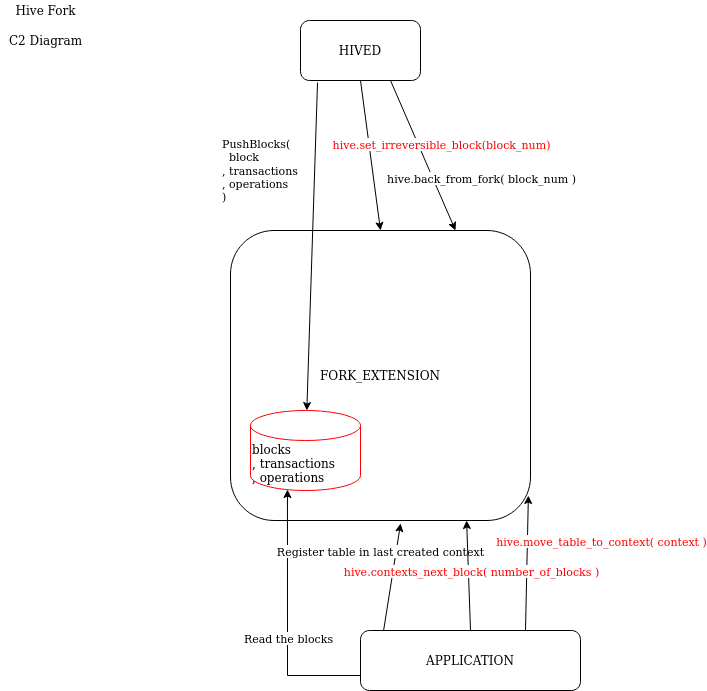 Hive Fork
C2 Diagram
HIVED
PushBlocks(
block
, transactions
, operations
)
hive.set_irreversible_block(block_num)
hive.back_from_fork( block_num )
FORK_EXTENSION
blocks
, transactions
, operations
hive.move_table_to_context( context )
Register table in last created context
hive.contexts_next_block( number_of_blocks )
Read the blocks
APPLICATION